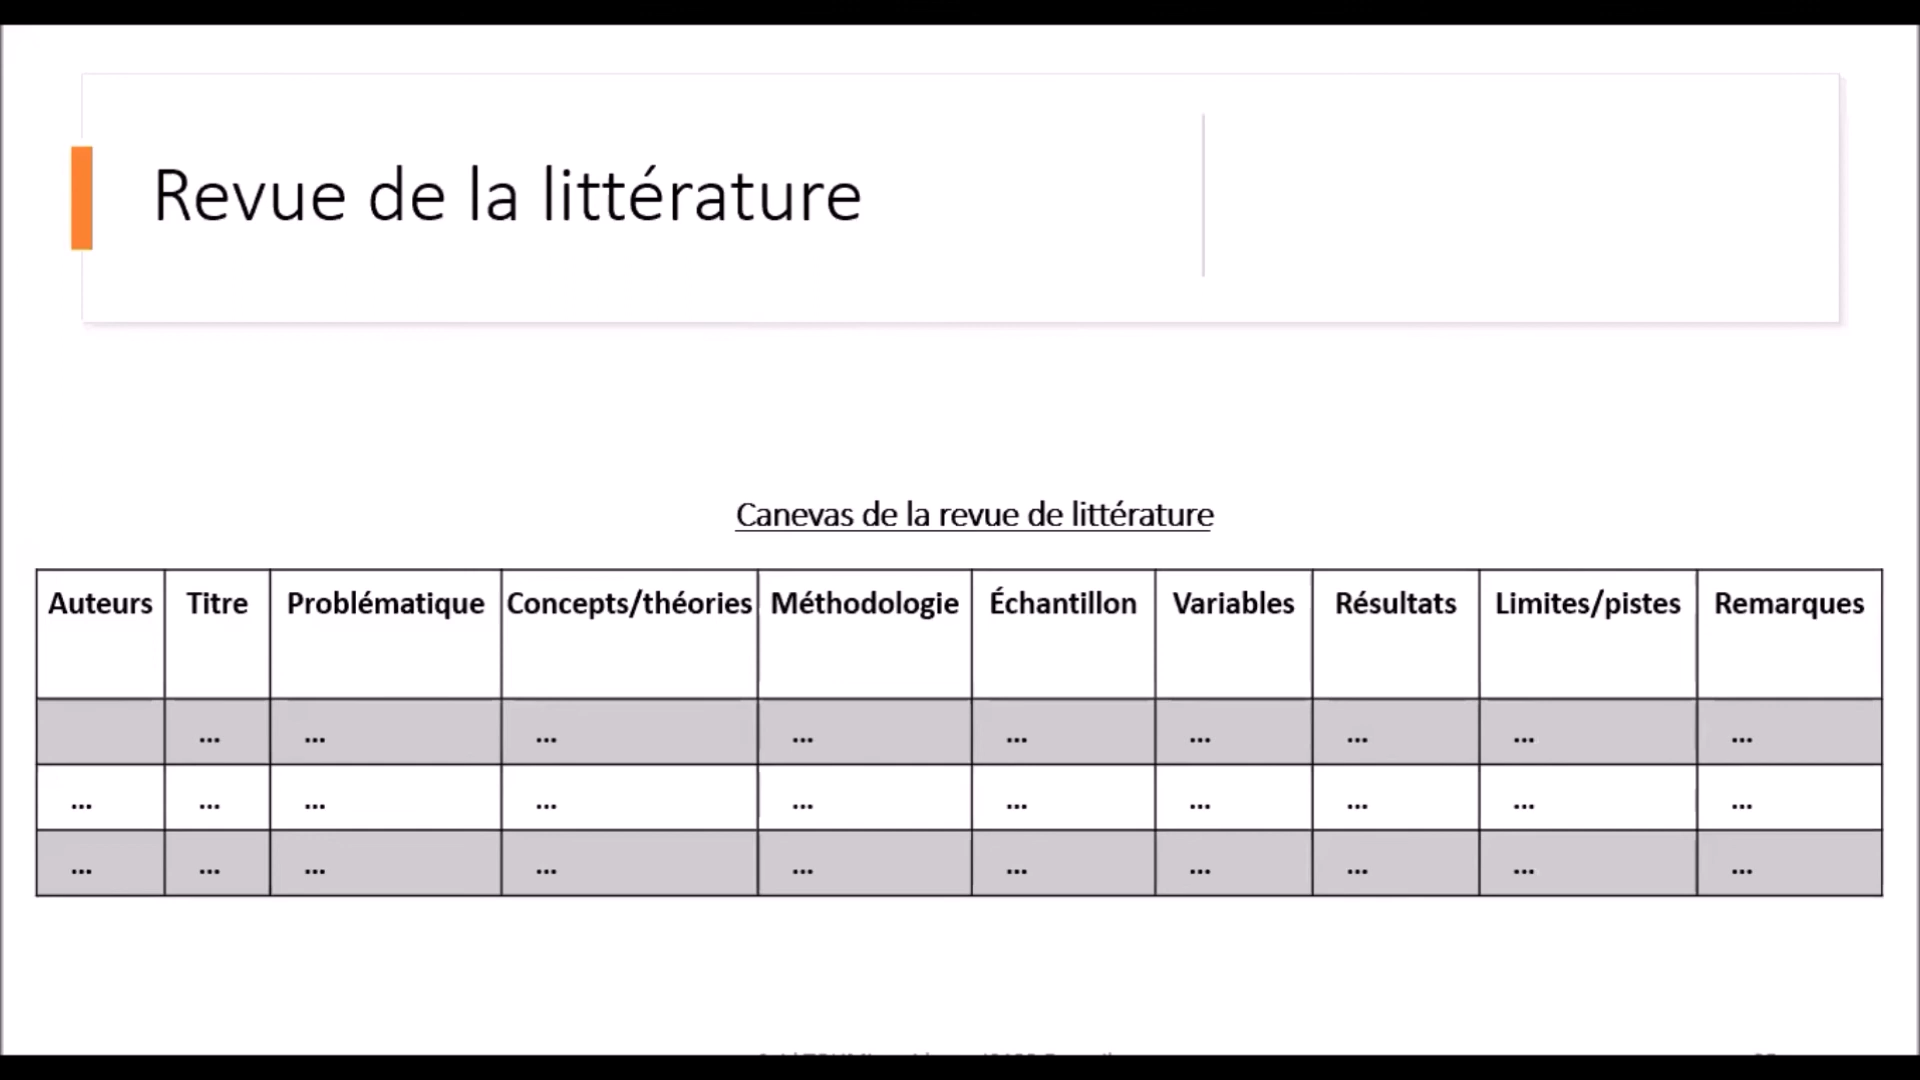 Revue de la littérature
Canevas de la revue de littérature
Auteurs Titre Problématique Concepts/théories Méthodologie Échantillon Variables Résultats Limites/pistes Remarques
... ... ... ... ... ... ... ... ...
... ... ... ... ... ... ... ... ... ...
... ... ... ... ... ... ... ... ... ...